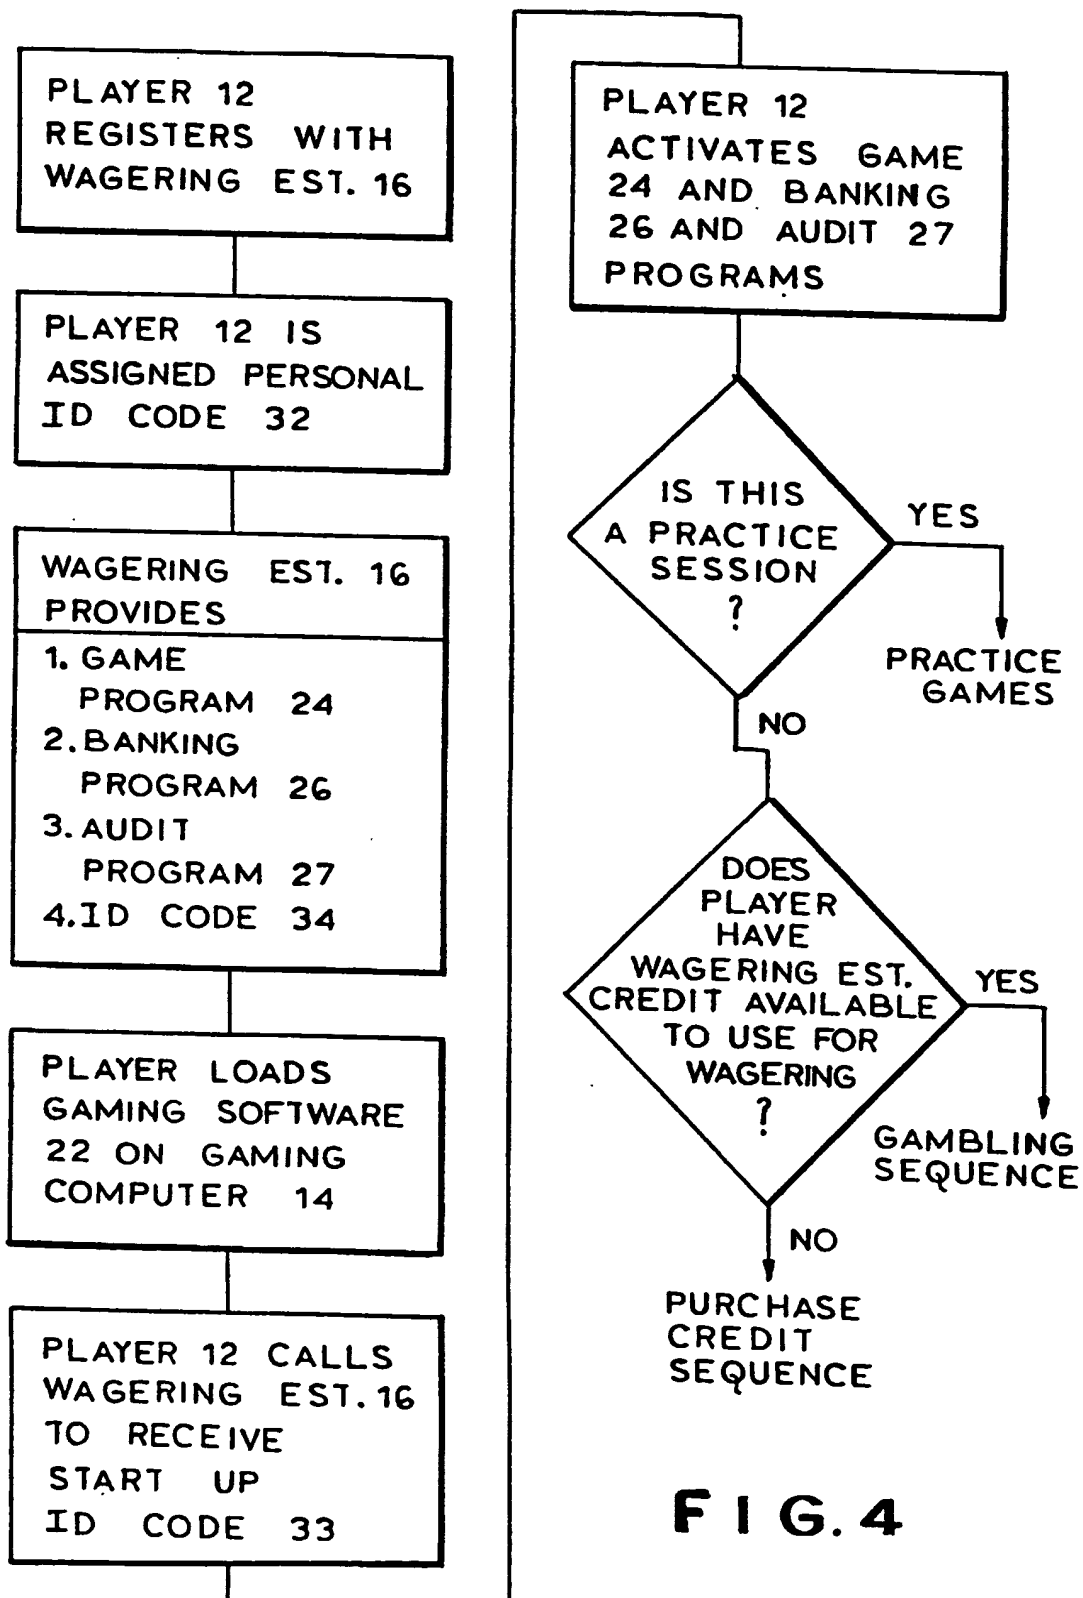 PLAYER 12
REGISTERS WITH
WAGERING EST. 16
PLAYER 12 IS
ASSIGNED PERSONAL
ID CODE 32
WAGERING EST. 16
PROVIDES
1. GAME
PROGRAM 24
2. BANKING
PROGRAM 26
3. AUDIT
PROGRAM 27
4. ID CODE 34
PLAYER LOADS
GAMING SOFTWARE
22 ON GAMING
COMPUTER 14
PLAYER 12 CALLS
WAGERING EST. 16
TO RECEIVE
START UP
ID CODE 33
PLAYER 12
ACTIVATES GAME
24 AND BANKING
26 AND AUDIT 27
PROGRAMS
IS THIS
A PRACTICE
SESSION
?
YES
PRACTICE
GAMES
NO
DOES
PLAYER
HAVE
WAGERING EST.
CREDIT AVAILABLE
TO USE FOR
WAGERING
?
YES
GAMBLING
SEQUENCE
NO
PURCHASE
CREDIT
SEQUENCE
FIG. 4